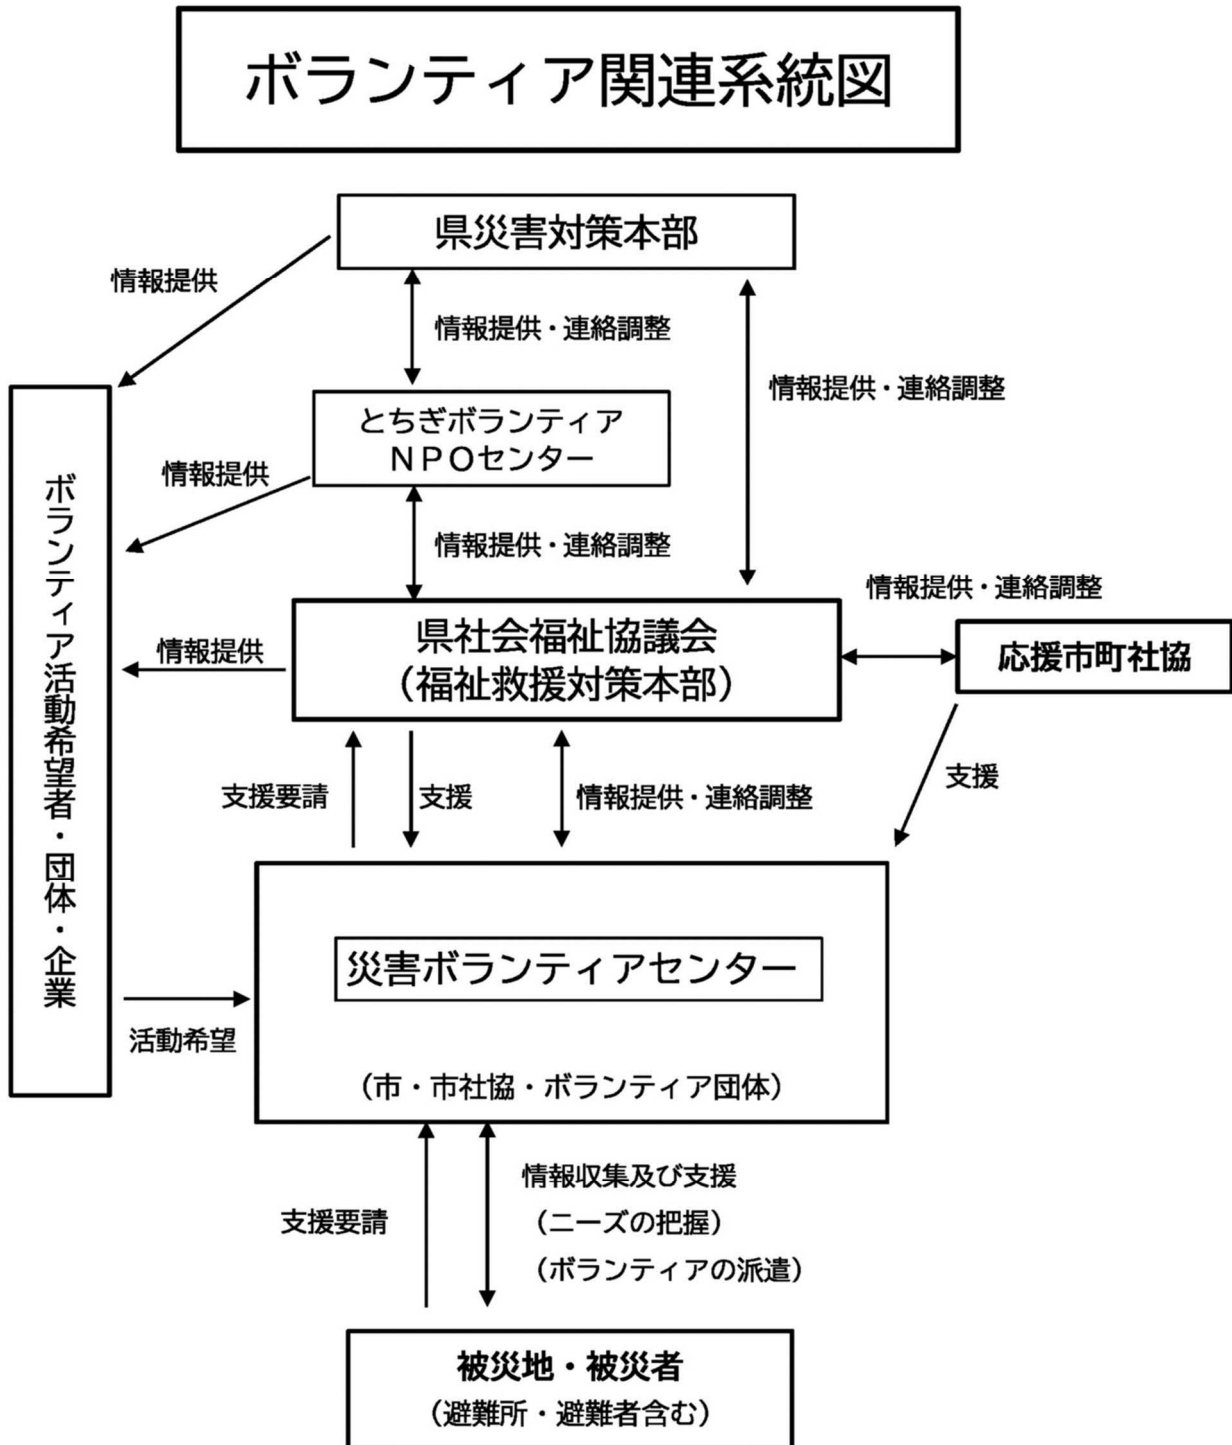 ボランティア関連系統図
県災害対策本部
情報提供
情報提供・連絡調整
情報提供・連絡調整
とちぎボランティア
ＮＰＯセンター
情報提供
情報提供・連絡調整
情報提供・連絡調整
県社会福祉協議会
（福祉救援対策本部）
情報提供
応援市町社協
ボランティア活動希望者・団体・企業
支援要請
支援
情報提供・連絡調整
支援
災害ボランティアセンター
活動希望
（市・市社協・ボランティア団体）
支援要請
情報収集及び支援
（ニーズの把握）
（ボランティアの派遣）
被災地・被災者
（避難所・避難者含む）